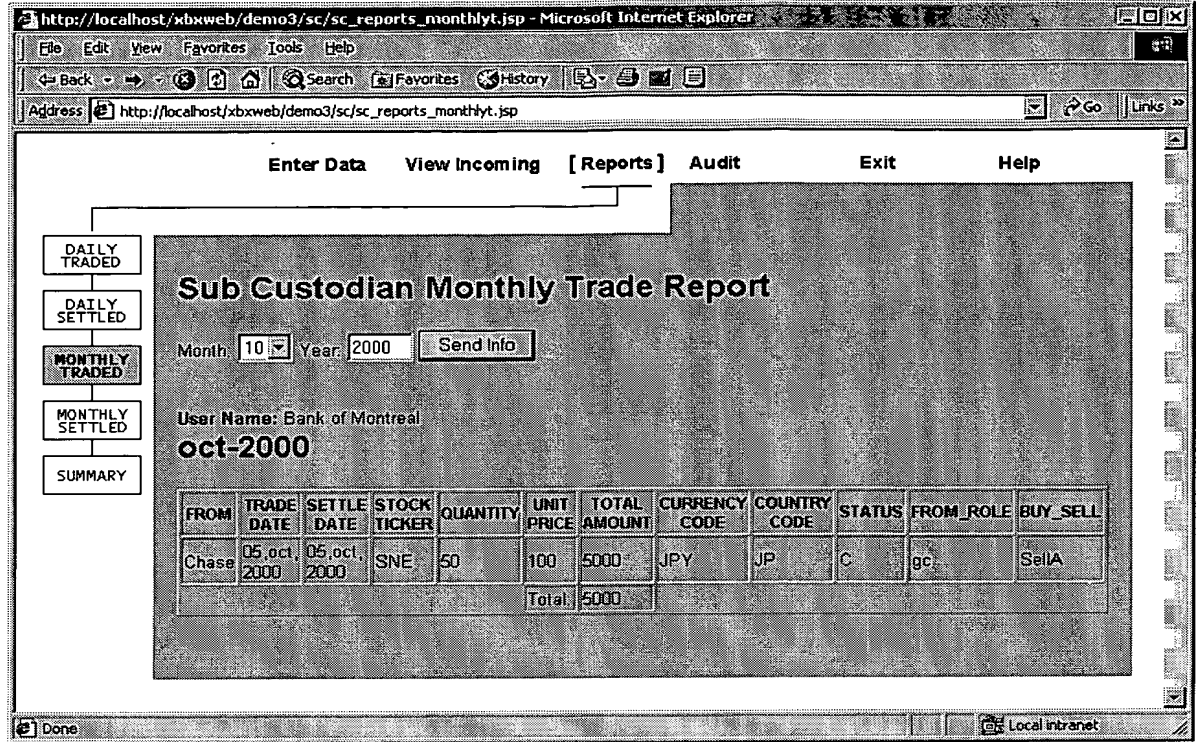 http://localhost/xbxweb/demo3/sc/sc_reports_monthlyt.jsp - Microsoft Internet Explorer
File Edit View Favorites Tools Help
Back Search Favorites History
Address http://localhost/xbxweb/demo3/sc/sc_reports_monthlyt.jsp Go Links »
Enter Data View Incoming [ Reports ] Audit Exit Help
DAILY
TRADED
DAILY
SETTLED
MONTHLY
TRADED
MONTHLY
SETTLED
SUMMARY
Sub Custodian Monthly Trade Report
Month: 10 Year: 2000 Send Info
User Name: Bank of Montreal
oct-2000
FROM TRADE DATE SETTLE DATE STOCK TICKER QUANTITY UNIT PRICE TOTAL AMOUNT CURRENCY CODE COUNTRY CODE STATUS FROM_ROLE BUY_SELL
Chase 05,oct, 2000 05,oct, 2000 SNE 50 100 5000 JPY JP C gc SellA
Total 5000
Done Local intranet